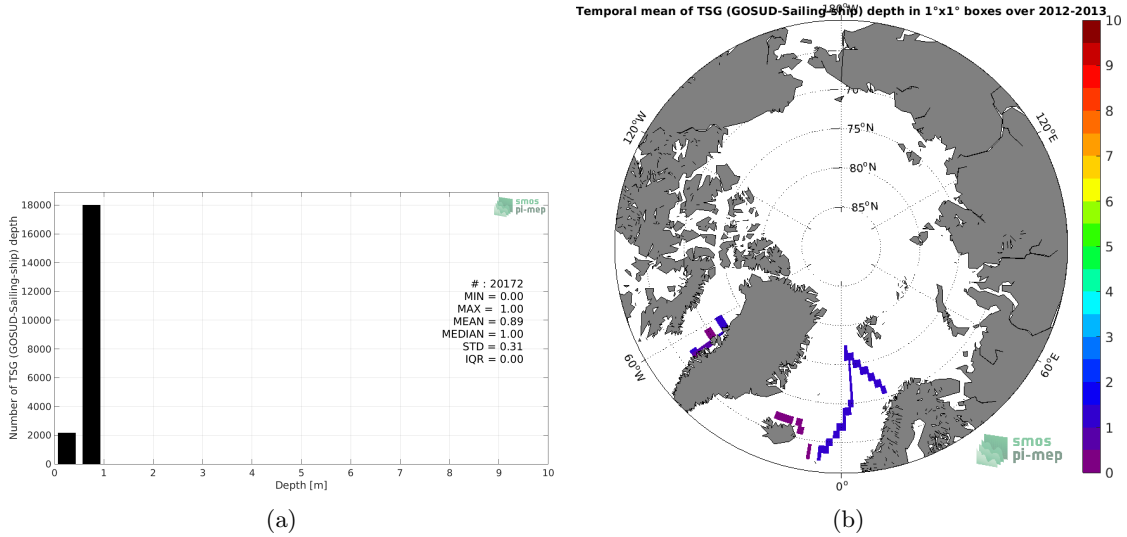 Number of TSG (GOSUD-Sailing-ship) depth
18000
16000
14000
12000
10000
8000
6000
4000
2000
0
0 1 2 3 4 5 6 7 8 9 10
Depth [m]
smos
pi-mep
# : 20172
MIN = 0.00
MAX = 1.00
MEAN = 0.89
MEDIAN = 1.00
STD = 0.31
IQR = 0.00
(a)
Temporal mean of TSG (GOSUD-Sailing-ship) depth in 1°x1° boxes over 2012-2013
180°W
120°W
120°E
70°N
75°N
80°N
85°N
60°W
60°E
0°
smos
pi-mep
10
9
8
7
6
5
4
3
2
1
0
(b)